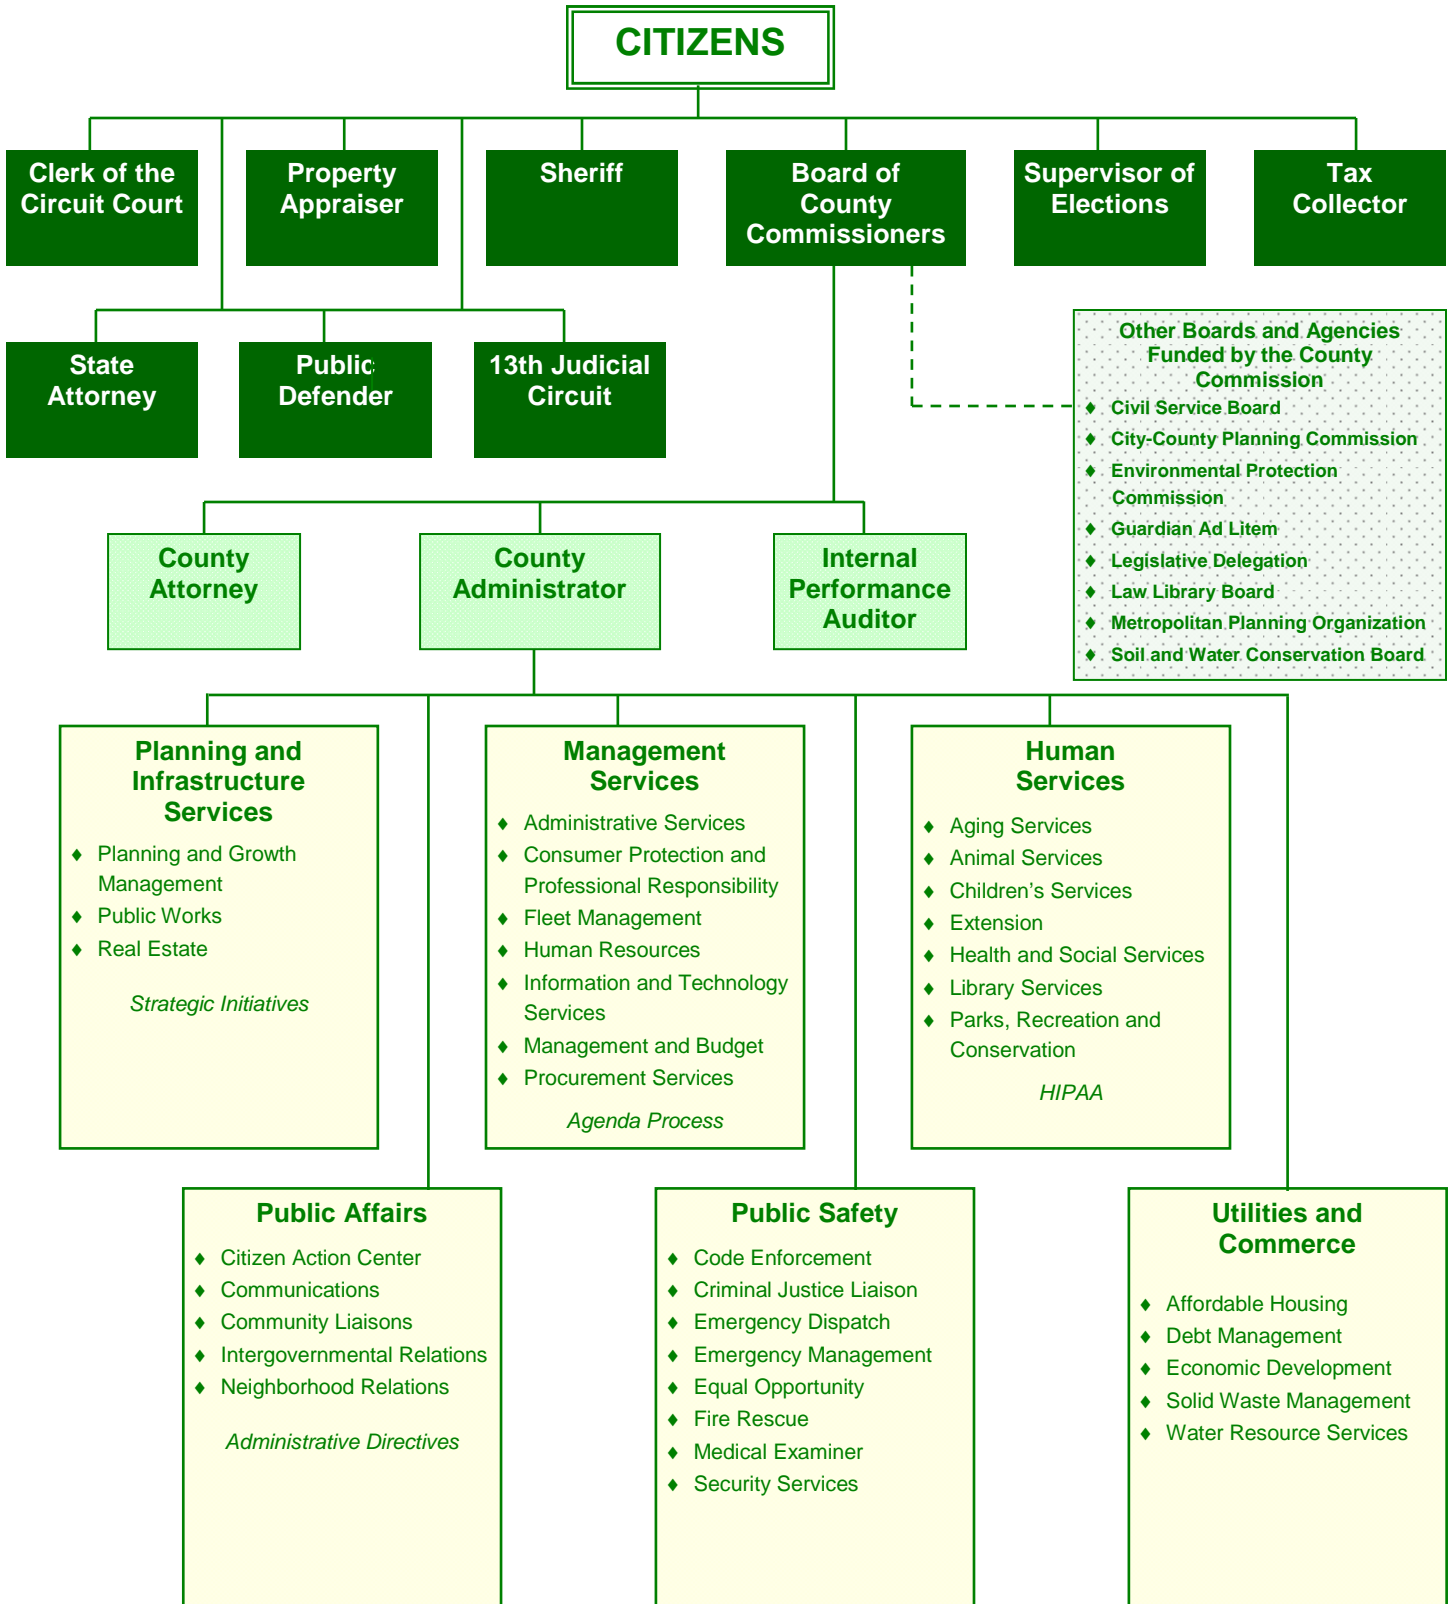 CITIZENS
Clerk of the
Circuit Court
Property
Appraiser
Sheriff
Board of
County
Commissioners
Supervisor of
Elections
Tax
Collector
State
Attorney
Public
Defender
13th Judicial
Circuit
Other Boards and Agencies
Funded by the County
Commission
♦ Civil Service Board
♦ City-County Planning Commission
♦ Environmental Protection
Commission
♦ Guardian Ad Litem
♦ Legislative Delegation
♦ Law Library Board
♦ Metropolitan Planning Organization
♦ Soil and Water Conservation Board
County
Attorney
County
Administrator
Internal
Performance
Auditor
Planning and
Infrastructure
Services
♦ Planning and Growth
Management
♦ Public Works
♦ Real Estate
Strategic Initiatives
Management
Services
♦ Administrative Services
♦ Consumer Protection and
Professional Responsibility
♦ Fleet Management
♦ Human Resources
♦ Information and Technology
Services
♦ Management and Budget
♦ Procurement Services
Agenda Process
Human
Services
♦ Aging Services
♦ Animal Services
♦ Children’s Services
♦ Extension
♦ Health and Social Services
♦ Library Services
♦ Parks, Recreation and
Conservation
HIPAA
Public Affairs
♦ Citizen Action Center
♦ Communications
♦ Community Liaisons
♦ Intergovernmental Relations
♦ Neighborhood Relations
Administrative Directives
Public Safety
♦ Code Enforcement
♦ Criminal Justice Liaison
♦ Emergency Dispatch
♦ Emergency Management
♦ Equal Opportunity
♦ Fire Rescue
♦ Medical Examiner
♦ Security Services
Utilities and
Commerce
♦ Affordable Housing
♦ Debt Management
♦ Economic Development
♦ Solid Waste Management
♦ Water Resource Services